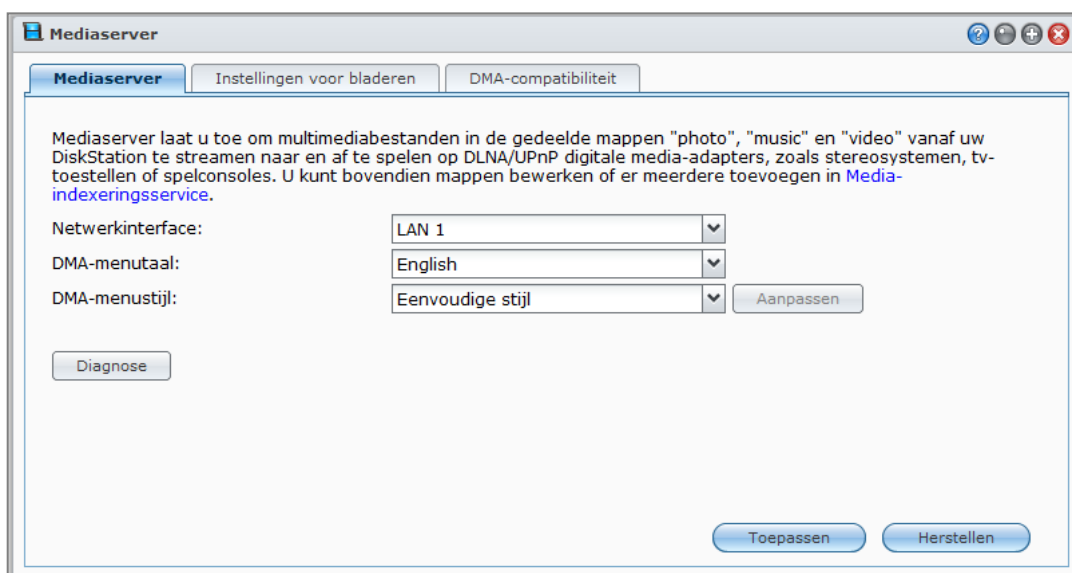 Mediaserver
Mediaserver Instellingen voor bladeren DMA-compatibiliteit
Mediaserver laat u toe om multimediabestanden in de gedeelde mappen "photo", "music" en "video" vanaf uw
DiskStation te streamen naar en af te spelen op DLNA/UPnP digitale media-adapters, zoals stereosystemen, tv-
toestellen of spelconsoles. U kunt bovendien mappen bewerken of er meerdere toevoegen in Media-
indexeringsservice.
Netwerkinterface: LAN 1
DMA-menutaal: English
DMA-menustijl: Eenvoudige stijl Aanpassen
Diagnose
Toepassen Herstellen